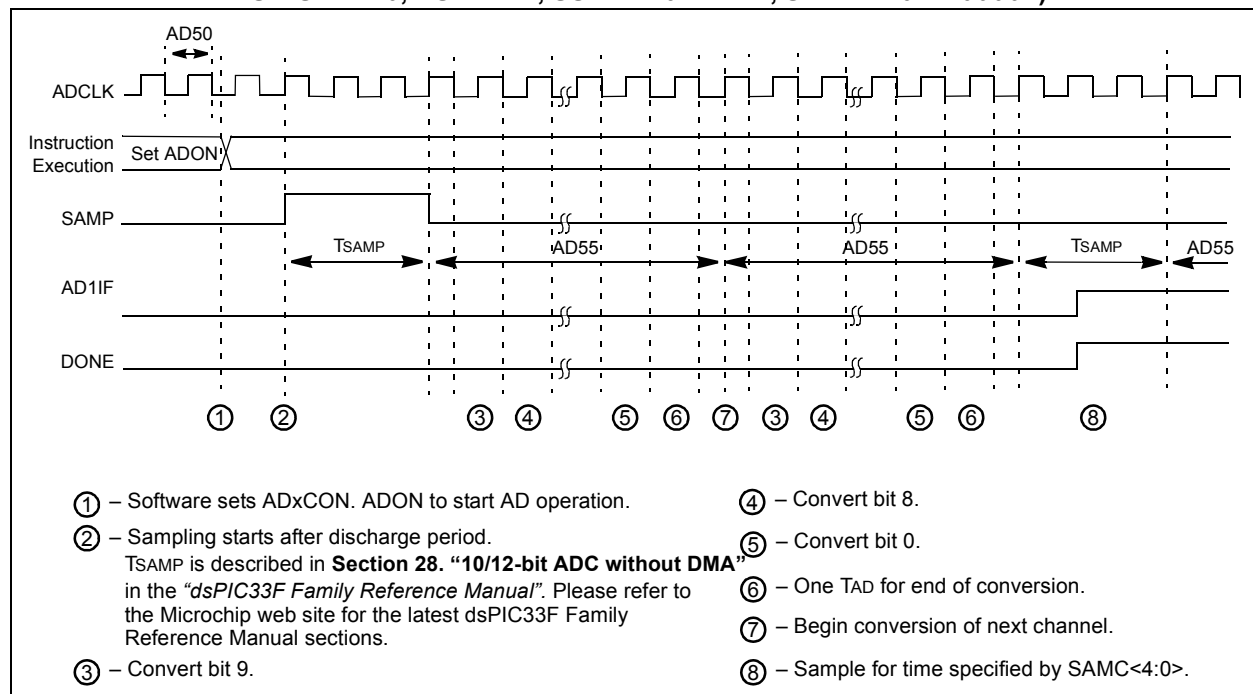 AD50
ADCLK
Instruction
Execution
Set ADON
SAMP
TSAMP
AD55
AD55
TSAMP
AD55
AD1IF
DONE
1 2 3 4 5 6 7 3 4 5 6 8
1 – Software sets ADxCON. ADON to start AD operation.
2 – Sampling starts after discharge period.
TSAMP is described in Section 28. “10/12-bit ADC without DMA”
in the “dsPIC33F Family Reference Manual”. Please refer to
the Microchip web site for the latest dsPIC33F Family
Reference Manual sections.
3 – Convert bit 9.
4 – Convert bit 8.
5 – Convert bit 0.
6 – One TAD for end of conversion.
7 – Begin conversion of next channel.
8 – Sample for time specified by SAMC<4:0>.